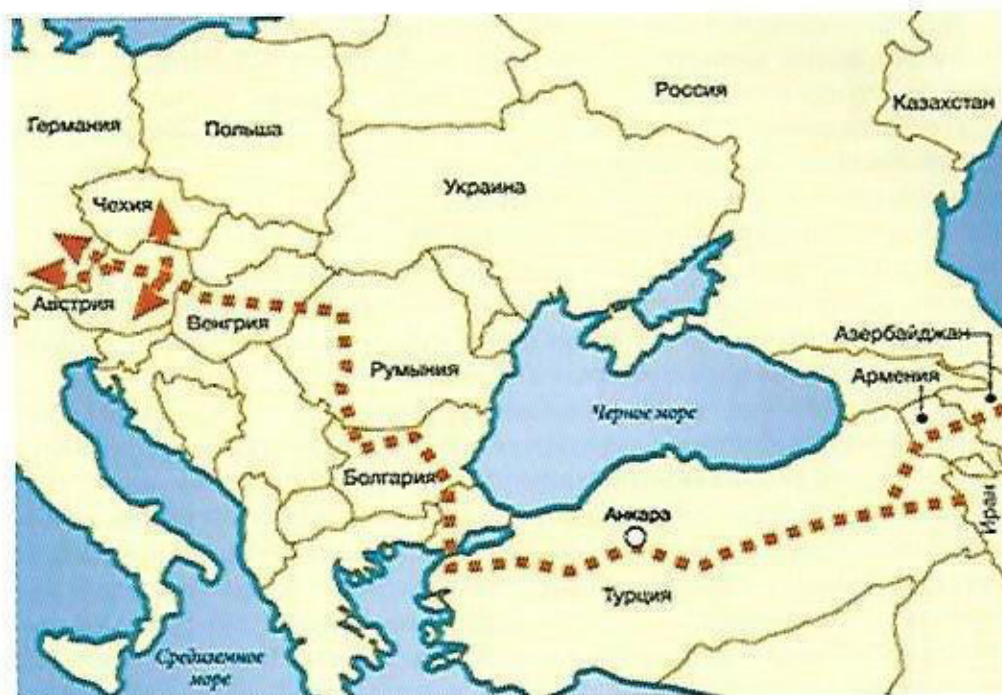 Россия
Казахстан
Германия
Польша
Украина
Чехия
Австрия
Венгрия
Азербайджан
Румыния
Армения
Черное море
Болгария
Иран
Анкара
Турция
Средиземное
море